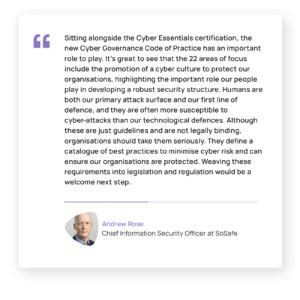 Sitting alongside the Cyber Essentials certification, the
new Cyber Governance Code of Practice has an important
role to play. It's great to see that the 22 areas of focus
include the promotion of a cyber culture to protect our
organisations, highlighting the important role our people
play in developing a robust security structure. Humans are
both our primary attack surface and our first line of
defence, and they are often more susceptible to
cyber-attacks than our technological defences. Although
these are just guidelines and are not legally binding,
organisations should take them seriously. They define a
catalogue of best practices to minimise cyber risk and can
ensure our organisations are protected. Weaving these
requirements into legislation and regulation would be a
welcome next step.
Andrew Rose
Chief Information Security Officer at SoSafe